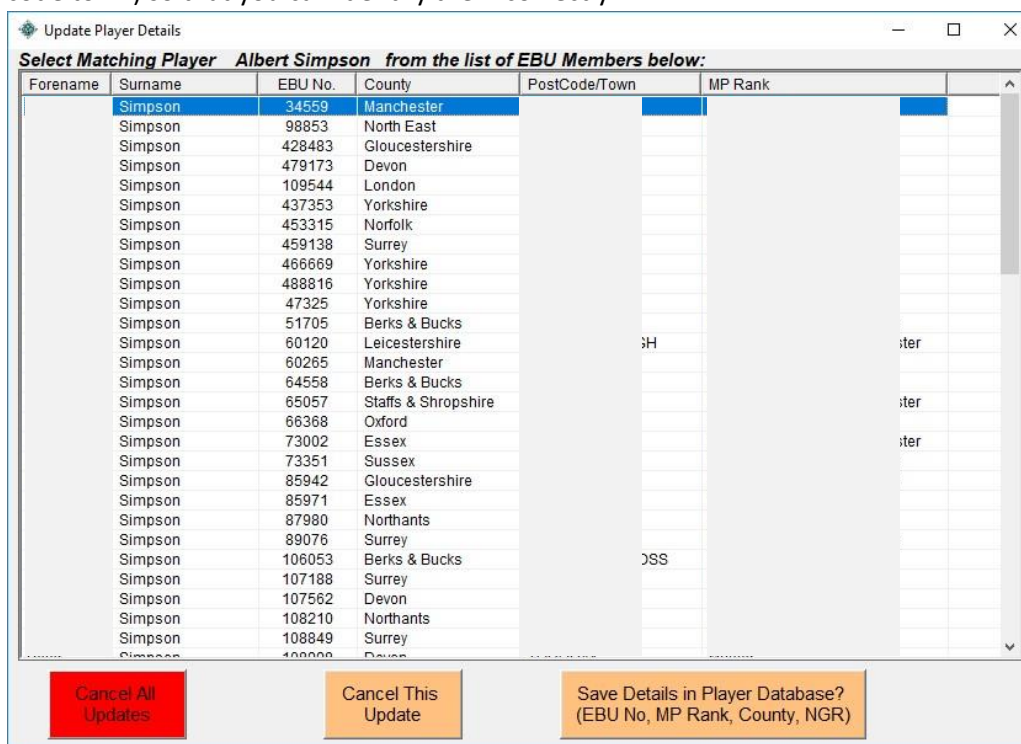 Update Player Details
Select Matching Player Albert Simpson from the list of EBU Members below:
Forename Surname EBU No. County PostCode/Town MP Rank
Simpson 34559 Manchester
Simpson 98853 North East
Simpson 428483 Gloucestershire
Simpson 479173 Devon
Simpson 109544 London
Simpson 437353 Yorkshire
Simpson 453315 Norfolk
Simpson 459138 Surrey
Simpson 466669 Yorkshire
Simpson 488816 Yorkshire
Simpson 47325 Yorkshire
Simpson 51705 Berks & Bucks
Simpson 60120 Leicestershire SH ster
Simpson 60265 Manchester
Simpson 64558 Berks & Bucks
Simpson 65057 Staffs & Shropshire ster
Simpson 66368 Oxford
Simpson 73002 Essex ster
Simpson 73351 Sussex
Simpson 85942 Gloucestershire
Simpson 85971 Essex
Simpson 87980 Northants
Simpson 89076 Surrey
Simpson 106053 Berks & Bucks OSS
Simpson 107188 Surrey
Simpson 107562 Devon
Simpson 108210 Northants
Simpson 108849 Surrey
Cancel All Updates
Cancel This Update
Save Details in Player Database?
(EBU No, MP Rank, County, NGR)